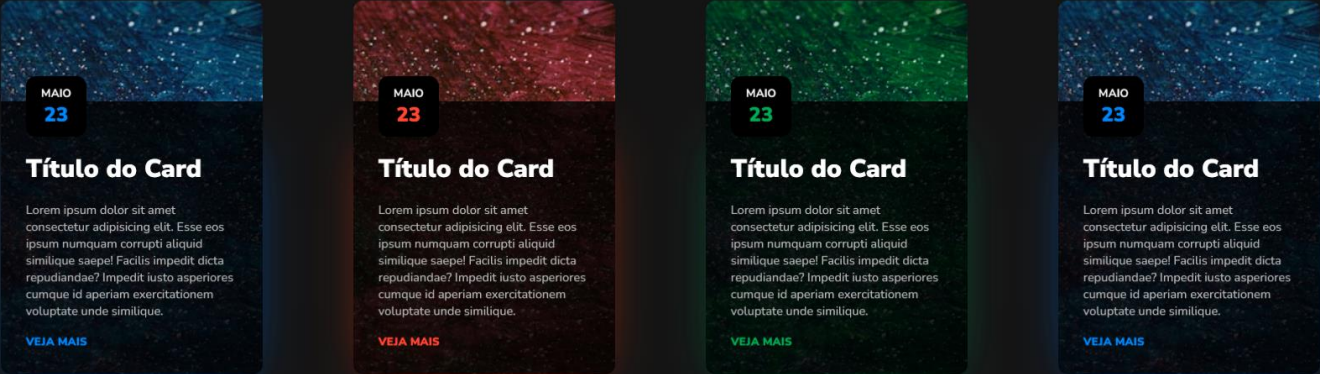 MAIO
23
Título do Card
Lorem ipsum dolor sit amet
consectetur adipisicing elit. Esse eos
ipsum numquam corrupti aliquid
similique saepe! Facilis impedit dicta
repudiandae? Impedit iusto asperiores
cumque id aperiam exercitationem
voluptate unde similique.
VEJA MAIS
MAIO
23
Título do Card
Lorem ipsum dolor sit amet
consectetur adipisicing elit. Esse eos
ipsum numquam corrupti aliquid
similique saepe! Facilis impedit dicta
repudiandae? Impedit iusto asperiores
cumque id aperiam exercitationem
voluptate unde similique.
VEJA MAIS
MAIO
23
Título do Card
Lorem ipsum dolor sit amet
consectetur adipisicing elit. Esse eos
ipsum numquam corrupti aliquid
similique saepe! Facilis impedit dicta
repudiandae? Impedit iusto asperiores
cumque id aperiam exercitationem
voluptate unde similique.
VEJA MAIS
MAIO
23
Título do Card
Lorem ipsum dolor sit amet
consectetur adipisicing elit. Esse eos
ipsum numquam corrupti aliquid
similique saepe! Facilis impedit dicta
repudiandae? Impedit iusto asperiores
cumque id aperiam exercitationem
voluptate unde similique.
VEJA MAIS